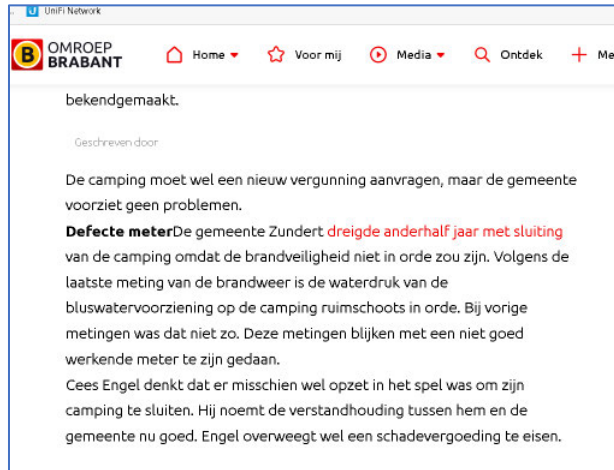 UniFi Network
OMROEP
BRABANT
Home
Voor mij
Media
Ontdek
Me
bekendgemaakt.
Geschreven door
De camping moet wel een nieuw vergunning aanvragen, maar de gemeente
voorziet geen problemen.
Defecte meterDe gemeente Zundert dreigde anderhalf jaar met sluiting
van de camping omdat de brandveiligheid niet in orde zou zijn. Volgens de
laatste meting van de brandweer is de waterdruk van de
bluswatervoorziening op de camping ruimschoots in orde. Bij vorige
metingen was dat niet zo. Deze metingen blijken met een niet goed
werkende meter te zijn gedaan.
Cees Engel denkt dat er misschien wel opzet in het spel was om zijn
camping te sluiten. Hij noemt de verstandhouding tussen hem en de
gemeente nu goed. Engel overweegt wel een schadevergoeding te eisen.